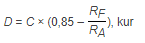 D = C × (0,85 – R_F / R_A), kur